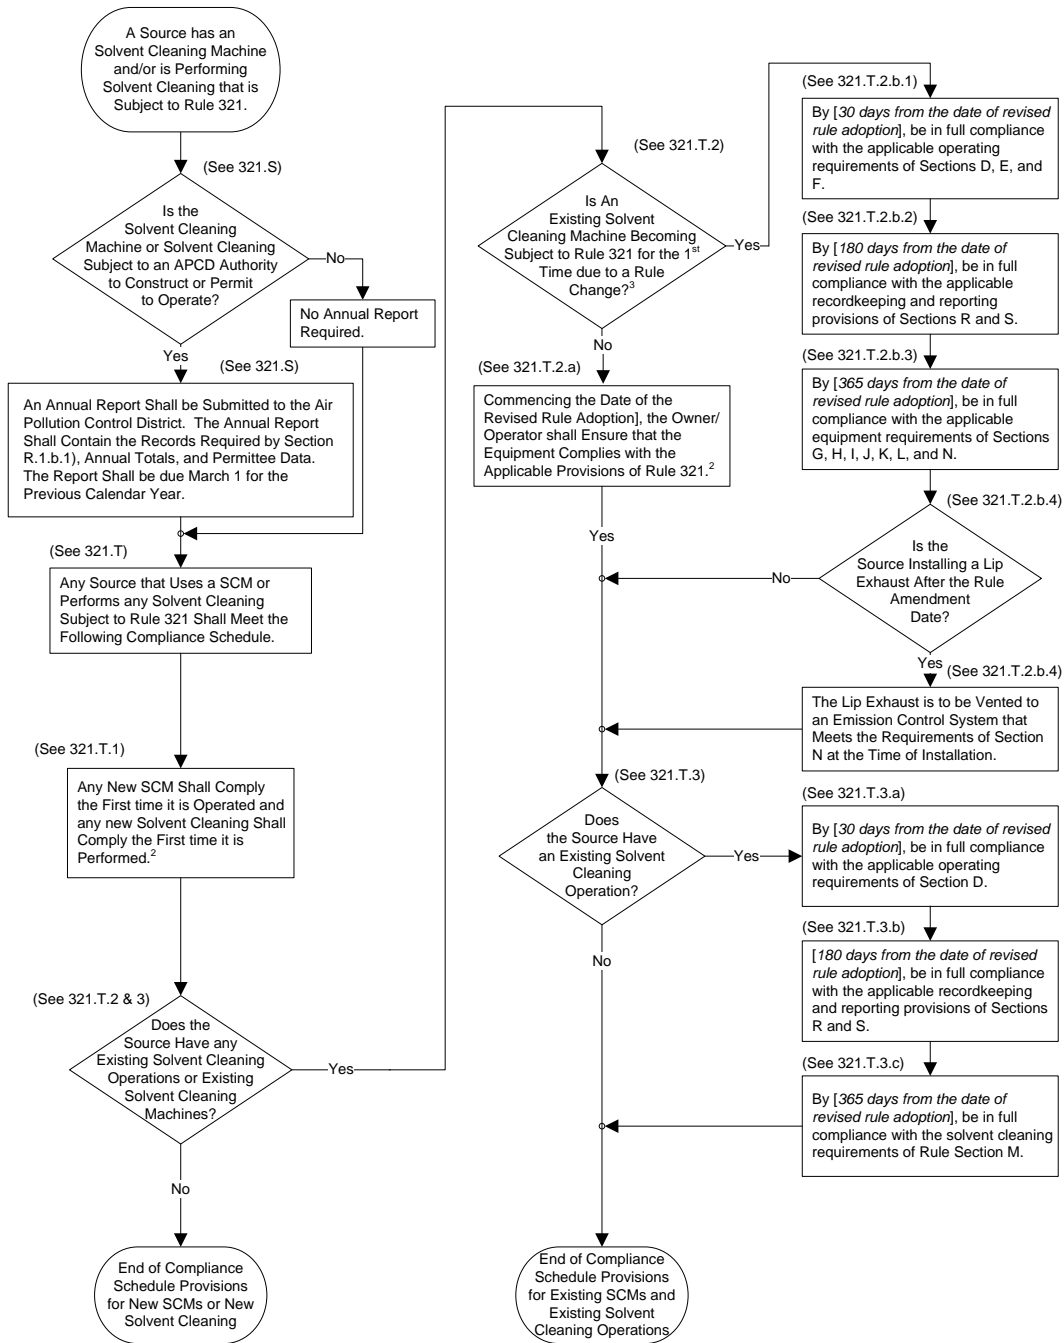 A Source has an
Solvent Cleaning Machine
and/or is Performing
Solvent Cleaning that is
Subject to Rule 321.
(See 321.S)
Is the
Solvent Cleaning
Machine or Solvent Cleaning
Subject to an APCD Authority
to Construct or Permit
to Operate?
No
No Annual Report
Required.
Yes
(See 321.S)
An Annual Report Shall be Submitted to the Air
Pollution Control District. The Annual Report
Shall Contain the Records Required by Section
R.1.b.1), Annual Totals, and Permittee Data.
The Report Shall be due March 1 for the
Previous Calendar Year.
(See 321.T)
Any Source that Uses a SCM or
Performs any Solvent Cleaning
Subject to Rule 321 Shall Meet the
Following Compliance Schedule.
(See 321.T.1)
Any New SCM Shall Comply
the First time it is Operated and
any new Solvent Cleaning Shall
Comply the First time it is
Performed.²
(See 321.T.2 & 3)
Does the
Source Have any
Existing Solvent Cleaning
Operations or Existing
Solvent Cleaning
Machines?
Yes
No
End of Compliance
Schedule Provisions
for New SCMs or New
Solvent Cleaning
(See 321.T.2)
Is An
Existing Solvent
Cleaning Machine Becoming
Subject to Rule 321 for the 1st
Time due to a Rule
Change?³
Yes
No
(See 321.T.2.a)
Commencing the Date of the
Revised Rule Adoption], the Owner/
Operator shall Ensure that the
Equipment Complies with the
Applicable Provisions of Rule 321.²
Yes
(See 321.T.2.b.1)
By [30 days from the date of revised
rule adoption], be in full compliance
with the applicable operating
requirements of Sections D, E, and
F.
(See 321.T.2.b.2)
By [180 days from the date of
revised rule adoption], be in full
compliance with the applicable
recordkeeping and reporting
provisions of Sections R and S.
(See 321.T.2.b.3)
By [365 days from the date of
revised rule adoption], be in full
compliance with the applicable
equipment requirements of Sections
G, H, I, J, K, L, and N.
(See 321.T.2.b.4)
Is the
Source Installing a Lip
Exhaust After the Rule
Amendment
Date?
No
Yes
(See 321.T.2.b.4)
The Lip Exhaust is to be Vented to
an Emission Control System that
Meets the Requirements of Section
N at the Time of Installation.
(See 321.T.3)
Does
the Source Have
an Existing Solvent
Cleaning
Operation?
Yes
No
(See 321.T.3.a)
By [30 days from the date of revised
rule adoption], be in full compliance
with the applicable operating
requirements of Section D.
(See 321.T.3.b)
[180 days from the date of revised
rule adoption], be in full compliance
with the applicable recordkeeping
and reporting provisions of Sections
R and S.
(See 321.T.3.c)
By [365 days from the date of
revised rule adoption], be in full
compliance with the solvent cleaning
requirements of Rule Section M.
End of Compliance
Schedule Provisions
for Existing SCMs and
Existing Solvent
Cleaning Operations